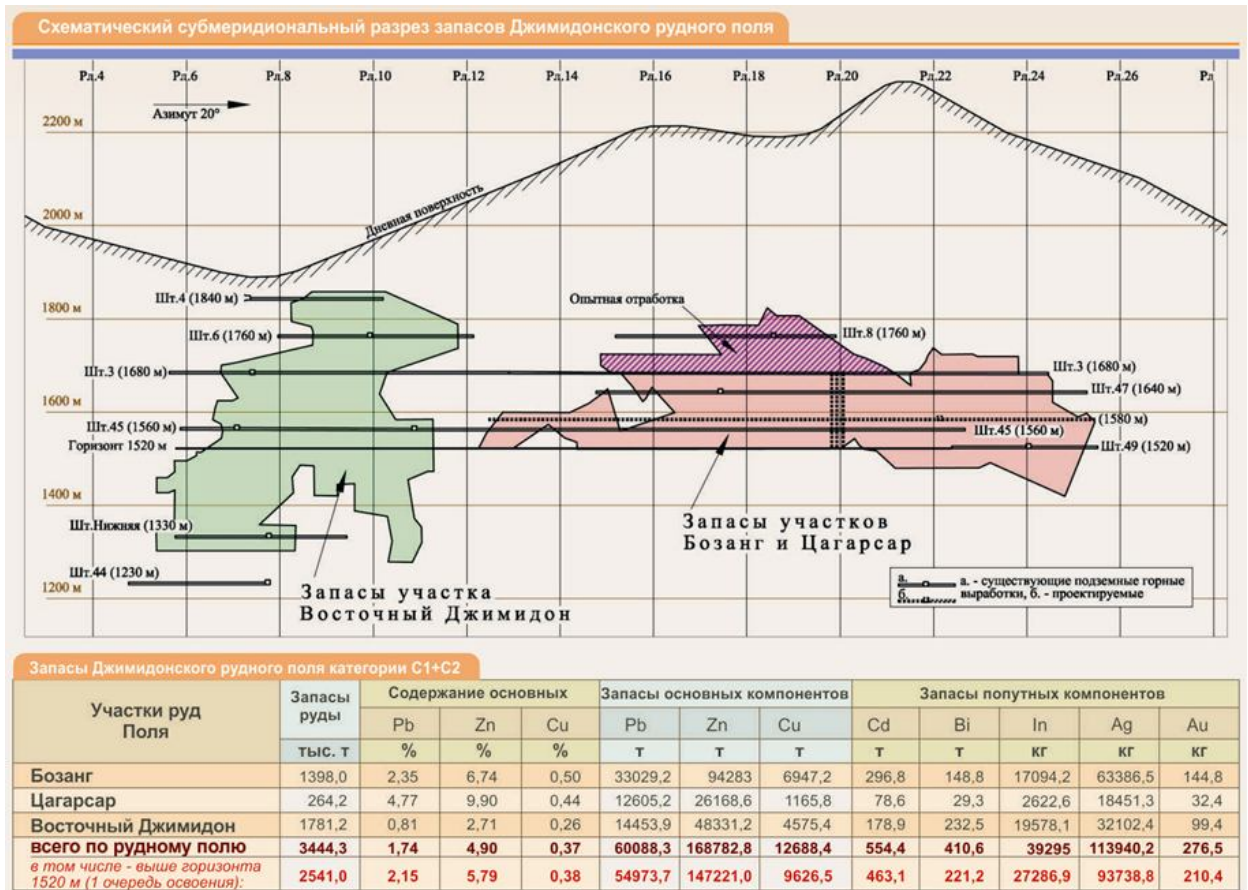 Схематический субмеридиональный разрез запасов Джимидонского рудного поля
Рл.4 Рл.6 Рл.8 Рл.10 Рл.12 Рл.14 Рл.16 Рл.18 Рл.20 Рл.22 Рл.24 Рл.26 Рл
Азимут 20°
2200 м
Дневная поверхность
2000 м
Шт.4 (1840 м)
Опытная отработка
1800 м
Шт.6 (1760 м)
Шт.8 (1760 м)
Шт.3 (1680 м)
Шт.3 (1680 м)
Шт.47 (1640 м)
1600 м
(1580 м)
Шт.45 (1560 м)
Шт.45 (1560 м)
Горизонт 1520 м
Шт.49 (1520 м)
1400 м
Шт.Нижняя (1330 м)
Запасы участков
Бозанг и Цагарсар
Шт.44 (1230 м)
1200 м
Запасы участка
Восточный Джимидон
а. а. - существующие подземные горные
б. выработки, б. - проектируемые
Запасы Джимидонского рудного поля категории С1+С2
Участки руд
Поля
Запасы
руды
Содержание основных
Запасы основных компонентов
Запасы попутных компонентов
Pb Zn Cu Pb Zn Cu Cd Bi In Ag Au
тыс. т % % % т т т т т кг кг кг
Бозанг 1398,0 2,35 6,74 0,50 33029,2 94283 6947,2 296,8 148,8 17094,2 63386,5 144,8
Цагарсар 264,2 4,77 9,90 0,44 12605,2 26168,6 1165,8 78,6 29,3 2622,6 18451,3 32,4
Восточный Джимидон 1781,2 0,81 2,71 0,26 14453,9 48331,2 4575,4 178,9 232,5 19578,1 32102,4 99,4
всего по рудному полю 3444,3 1,74 4,90 0,37 60088,3 168782,8 12688,4 554,4 410,6 39295 113940,2 276,5
в том числе - выше горизонта
1520 м (1 очередь освоения): 2541,0 2,15 5,79 0,38 54973,7 147221,0 9626,5 463,1 221,2 27286,9 93738,8 210,4